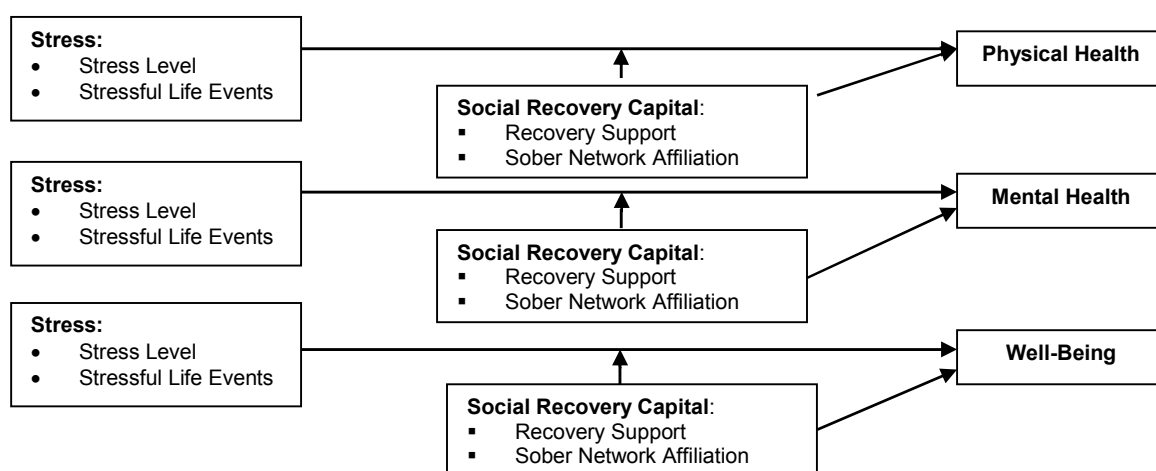 Stress:
• Stress Level
• Stressful Life Events
Physical Health
Social Recovery Capital:
▪ Recovery Support
▪ Sober Network Affiliation
Stress:
• Stress Level
• Stressful Life Events
Mental Health
Social Recovery Capital:
▪ Recovery Support
▪ Sober Network Affiliation
Stress:
• Stress Level
• Stressful Life Events
Well-Being
Social Recovery Capital:
▪ Recovery Support
▪ Sober Network Affiliation